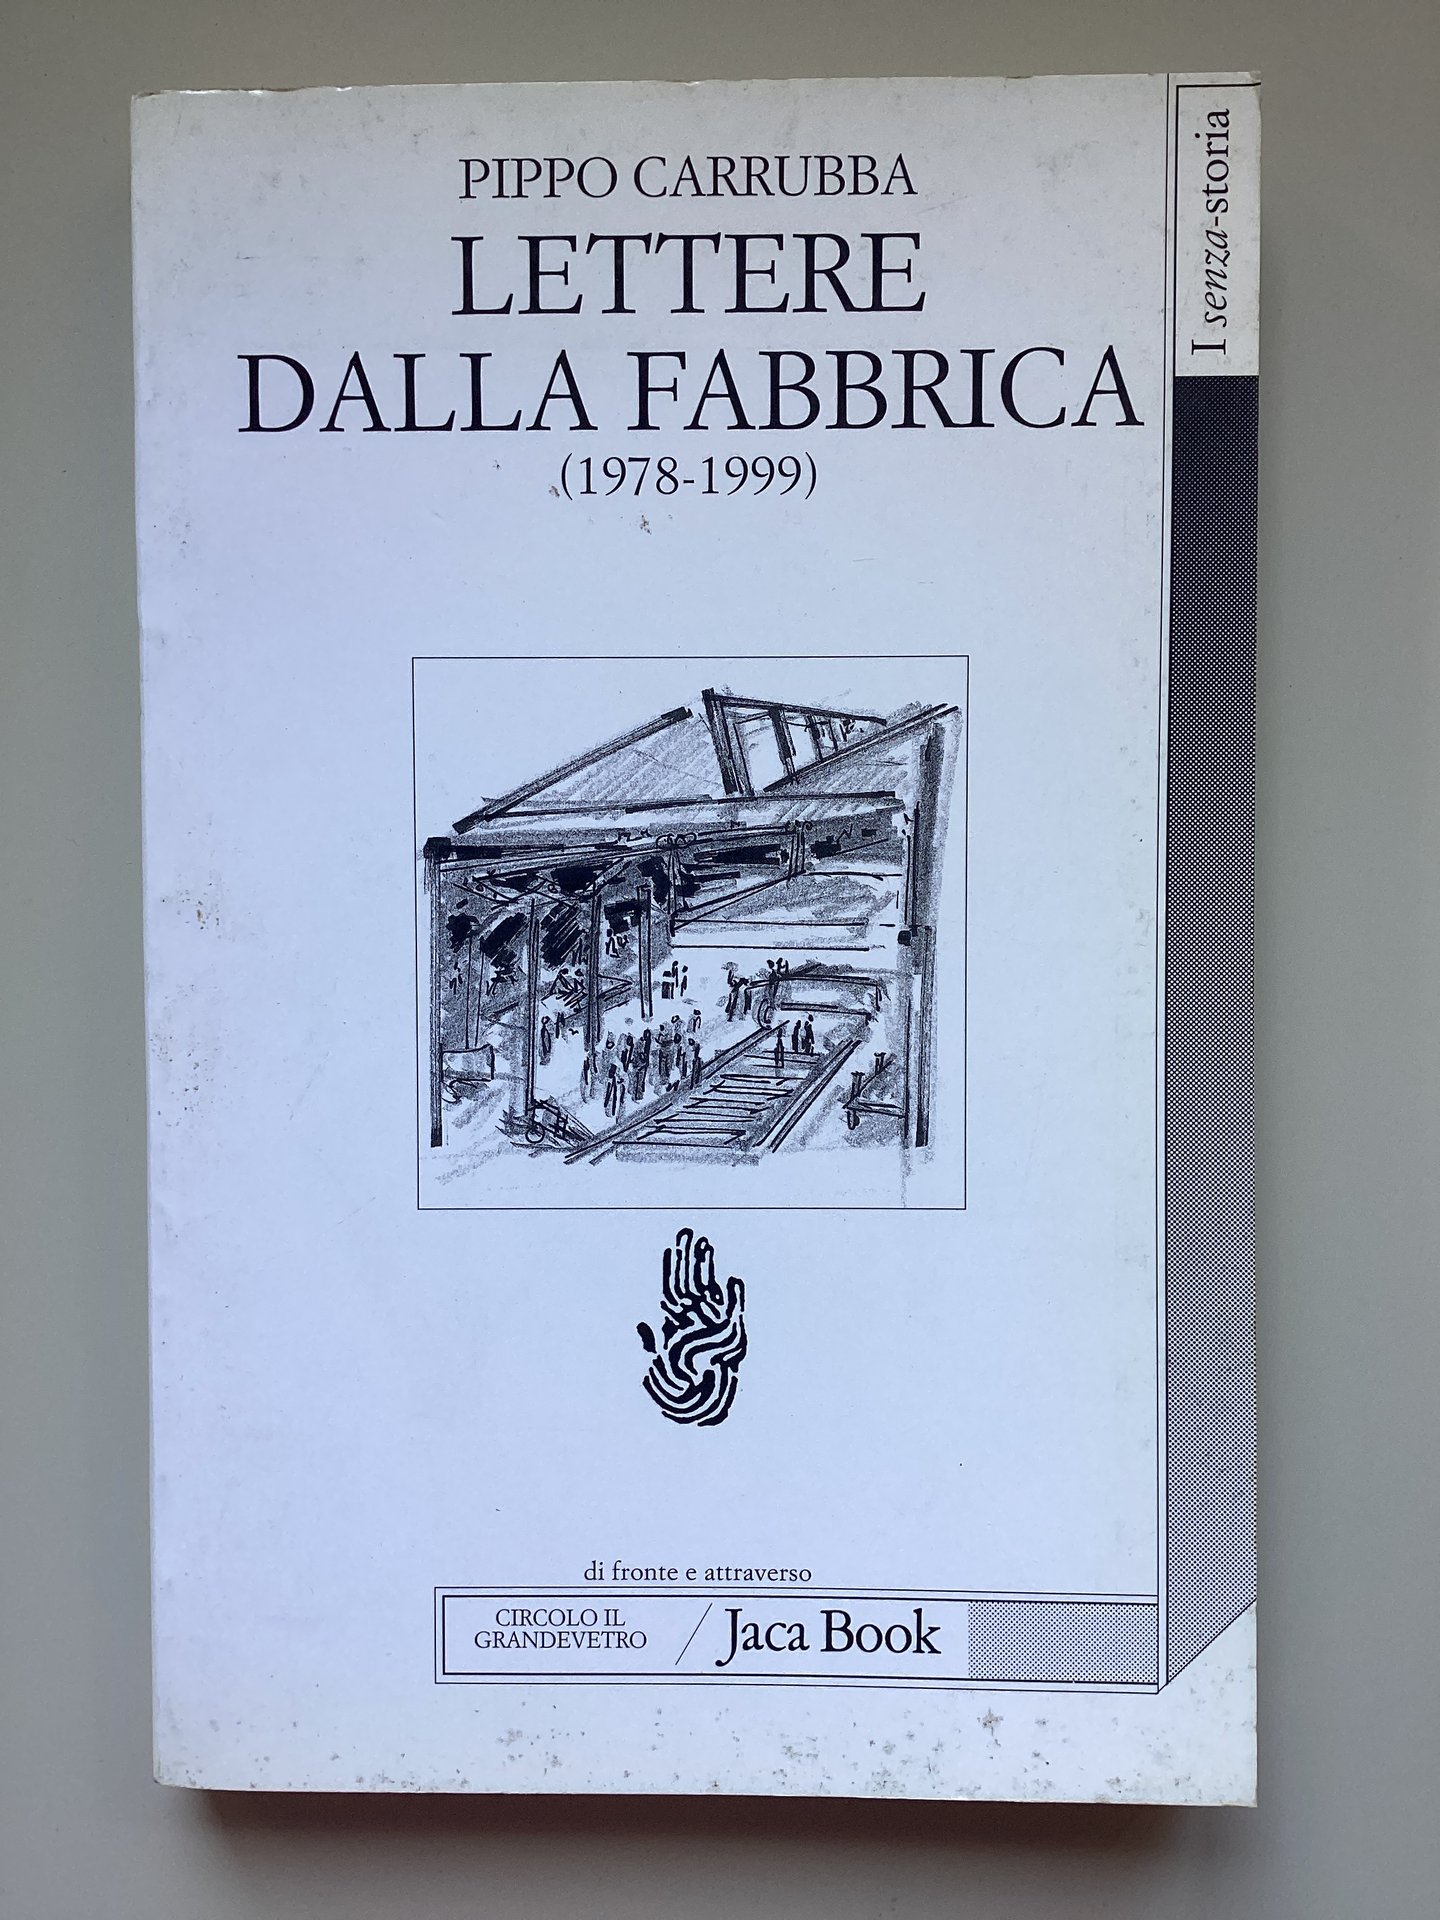 PIPPO CARRUBBA
LETTERE
DALLA FABBRICA
(1978-1999)
I senza-storia
di fronte e attraverso
CIRCOLO IL
GRANDEVETRO
/ Jaca Book